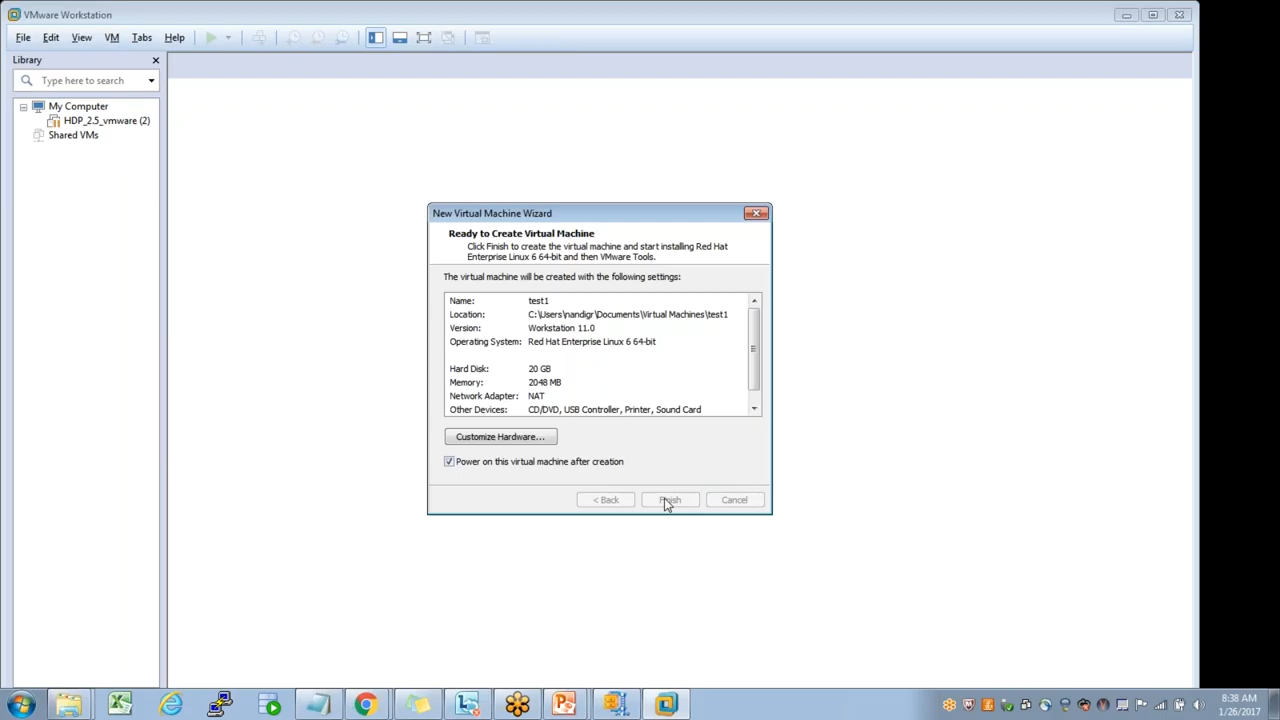 VMware Workstation
File Edit View VM Tabs Help
Library
Type here to search
My Computer
HDP_2.5_vmware (2)
Shared VMs
New Virtual Machine Wizard
Ready to Create Virtual Machine
Click Finish to create the virtual machine and start installing Red Hat
Enterprise Linux 6 64-bit and then VMware Tools.
The virtual machine will be created with the following settings:
Name: test1
Location: C:\Users\nandigr\Documents\Virtual Machines\test1
Version: Workstation 11.0
Operating System: Red Hat Enterprise Linux 6 64-bit
Hard Disk: 20 GB
Memory: 2048 MB
Network Adapter: NAT
Other Devices: CD/DVD, USB Controller, Printer, Sound Card
Customize Hardware...
Power on this virtual machine after creation
< Back Finish Cancel
8:38 AM
1/26/2017